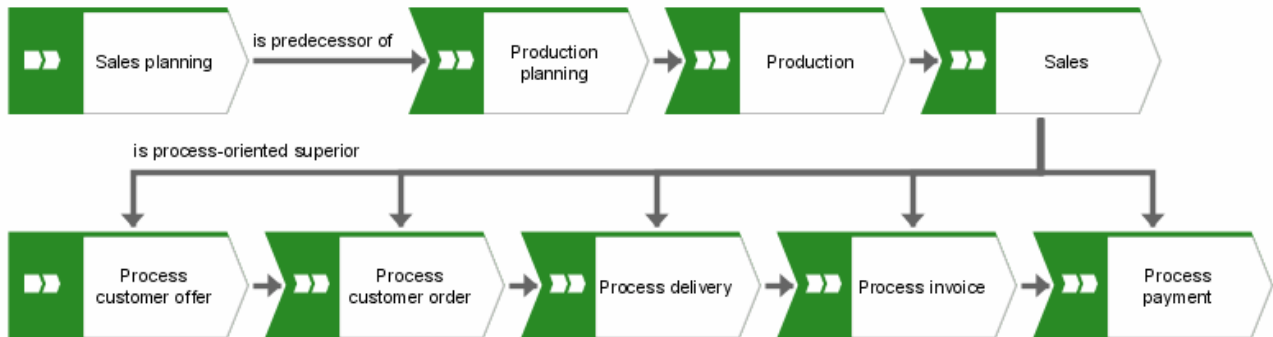 Sales planning
is predecessor of
Production
planning
Production
Sales
is process-oriented superior
Process
customer offer
Process
customer order
Process delivery
Process invoice
Process
payment